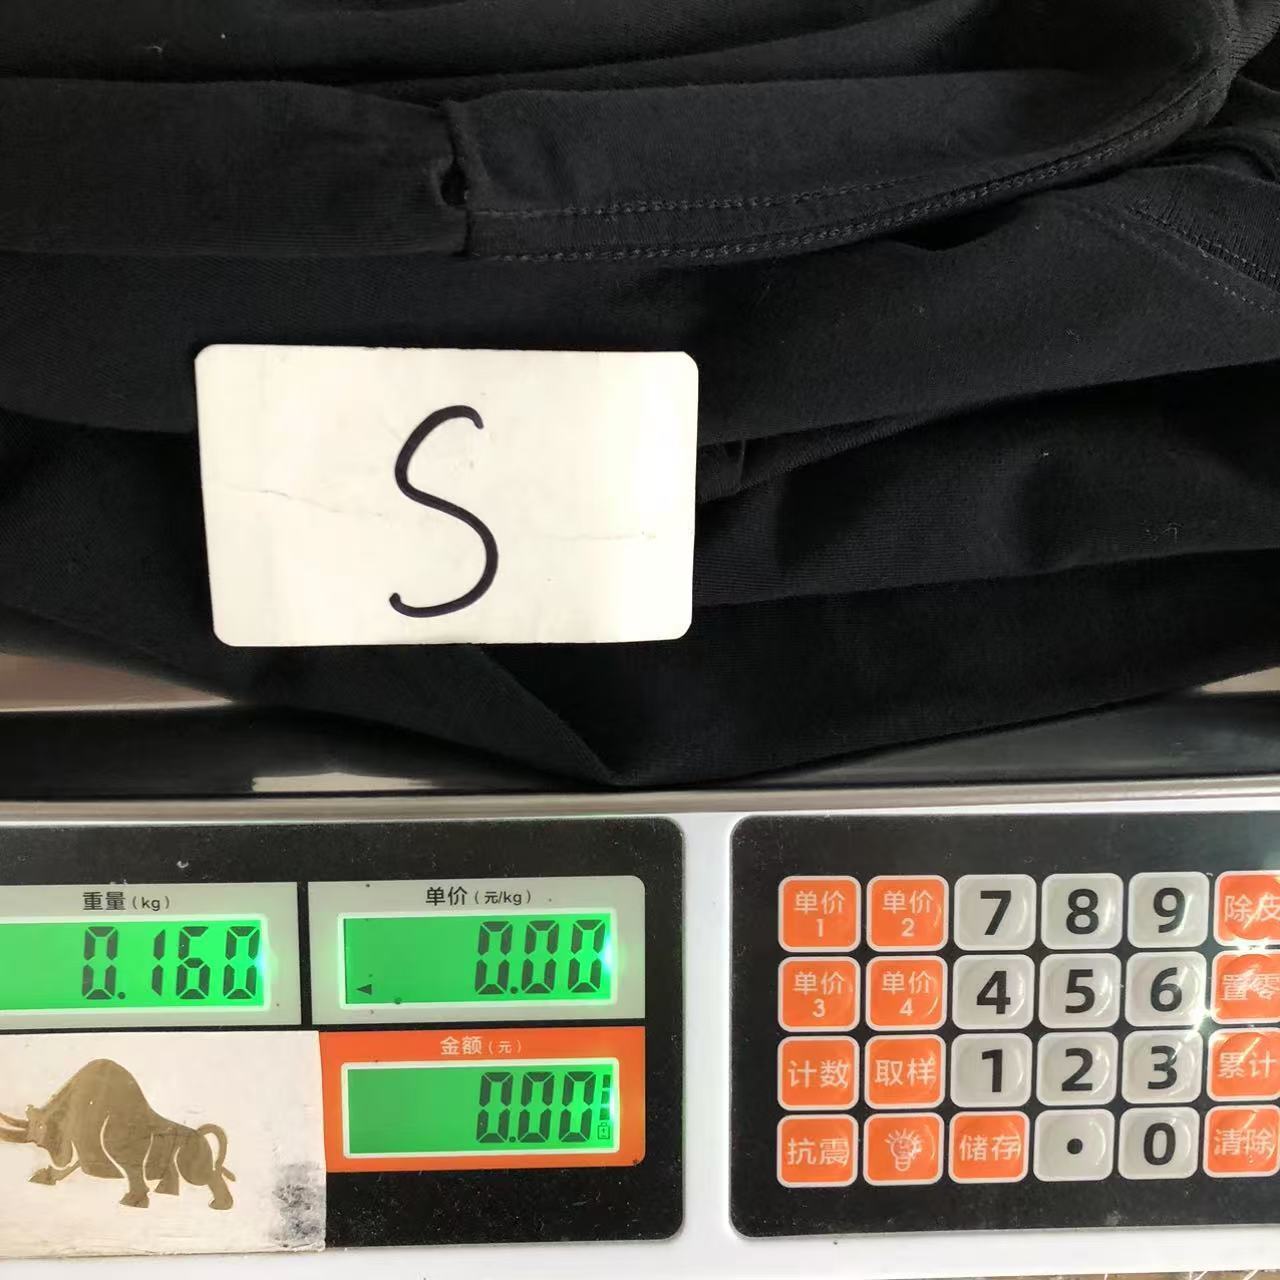 S
重量(kg)
0.160
单价(元/kg)
0.00
金额(元)
0.00
单价1 单价2 7 8 9 除皮
单价3 单价4 4 5 6 置零
计数 取样 1 2 3 累计
抗震 储存 • 0 清除